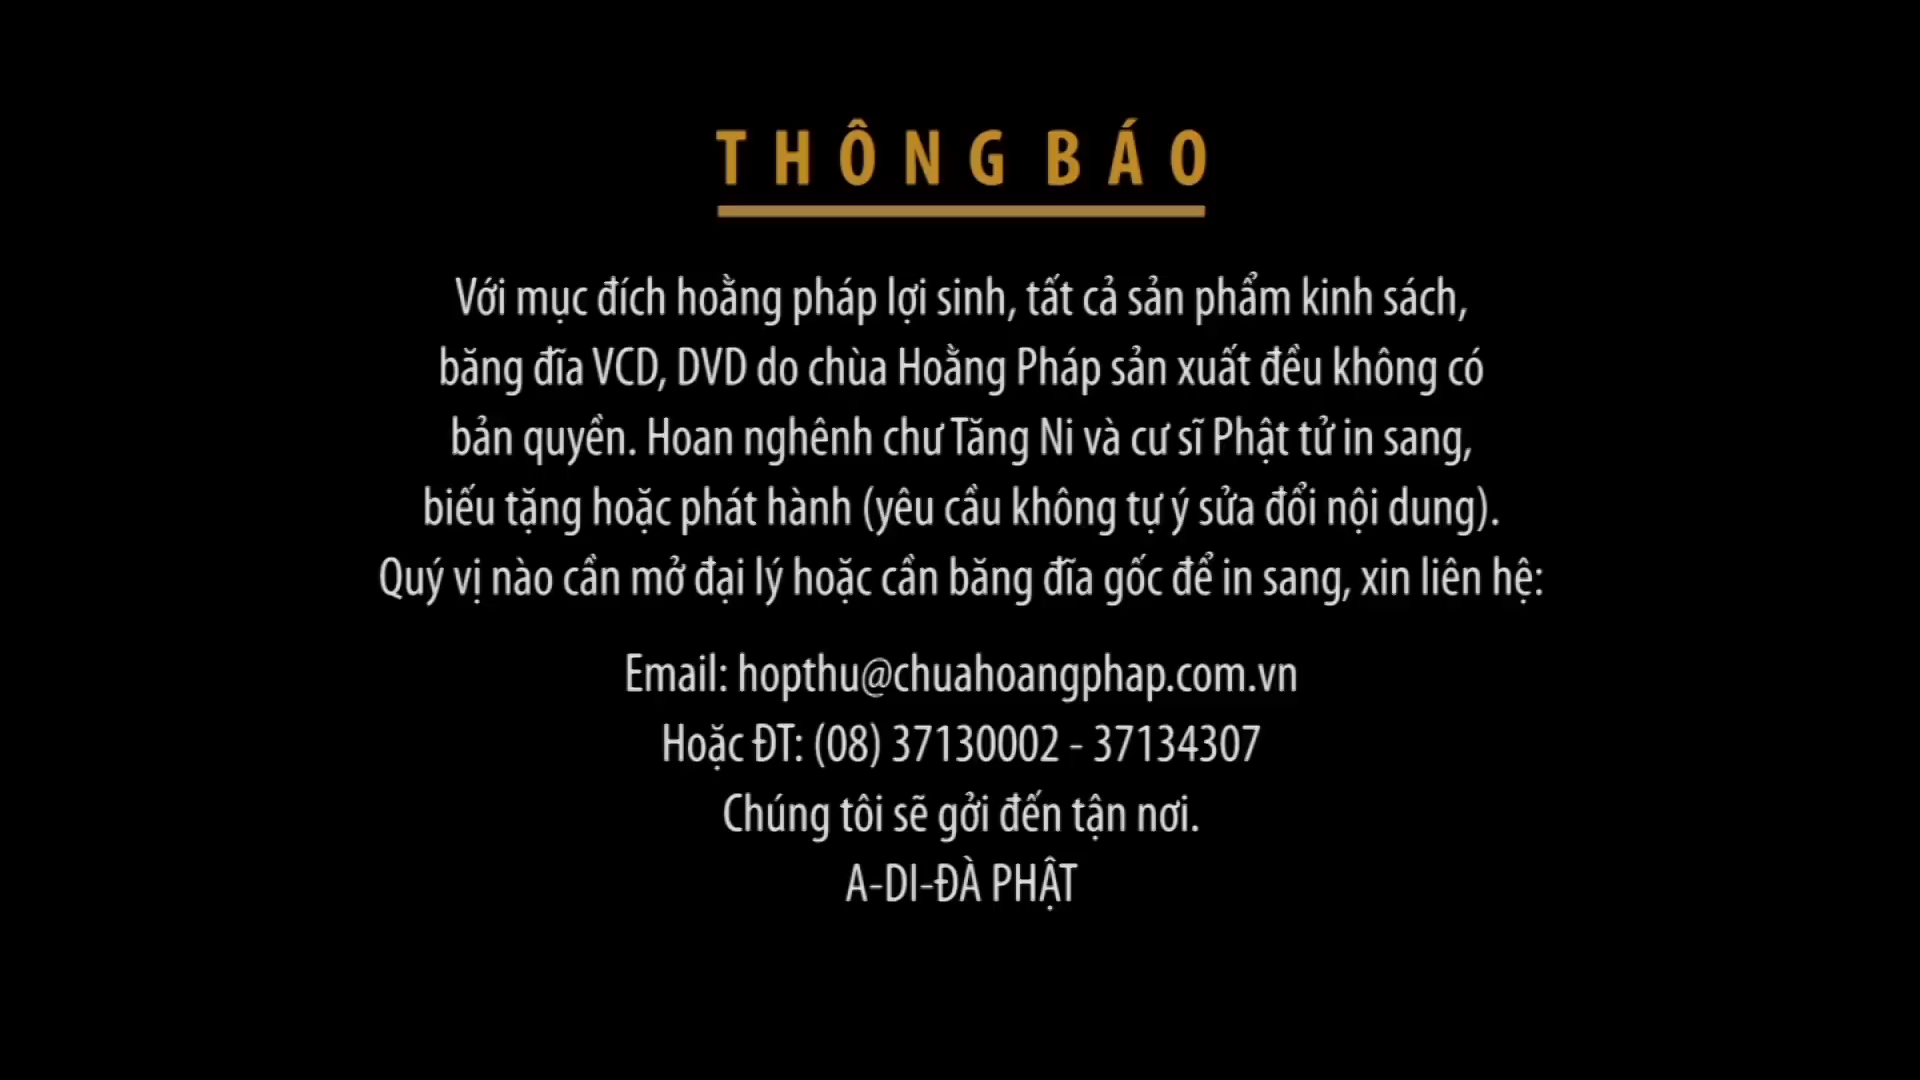 THÔNG BÁO
Với mục đích hoằng pháp lợi sinh, tất cả sản phẩm kinh sách,
băng đĩa VCD, DVD do chùa Hoằng Pháp sản xuất đều không có
bản quyền. Hoan nghênh chư Tăng Ni và cư sĩ Phật tử in sang,
biếu tặng hoặc phát hành (yêu cầu không tự ý sửa đổi nội dung).
Quý vị nào cần mở đại lý hoặc cần băng đĩa gốc để in sang, xin liên hệ:
Email: hopthu@chuahoangphap.com.vn
Hoặc ĐT: (08) 37130002 - 37134307
Chúng tôi sẽ gởi đến tận nơi.
A-DI-ĐÀ PHẬT